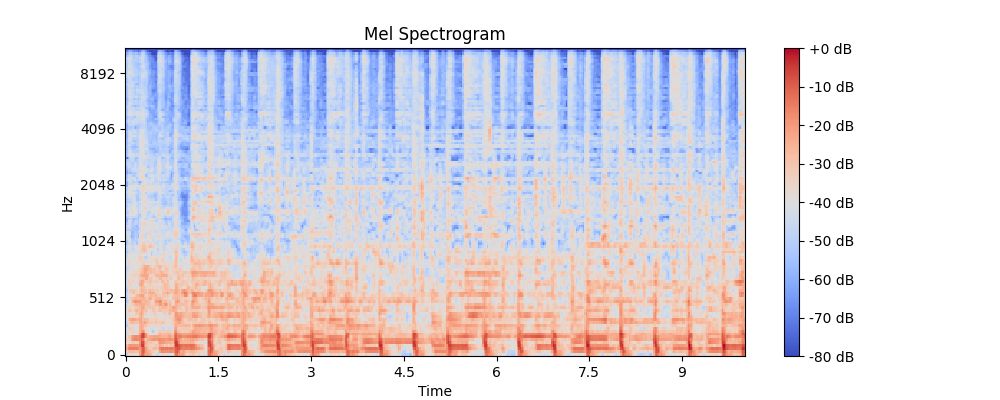 Mel Spectrogram
8192
4096
2048
1024
512
0
Hz
0 1.5 3 4.5 6 7.5 9
Time
+0 dB
-10 dB
-20 dB
-30 dB
-40 dB
-50 dB
-60 dB
-70 dB
-80 dB